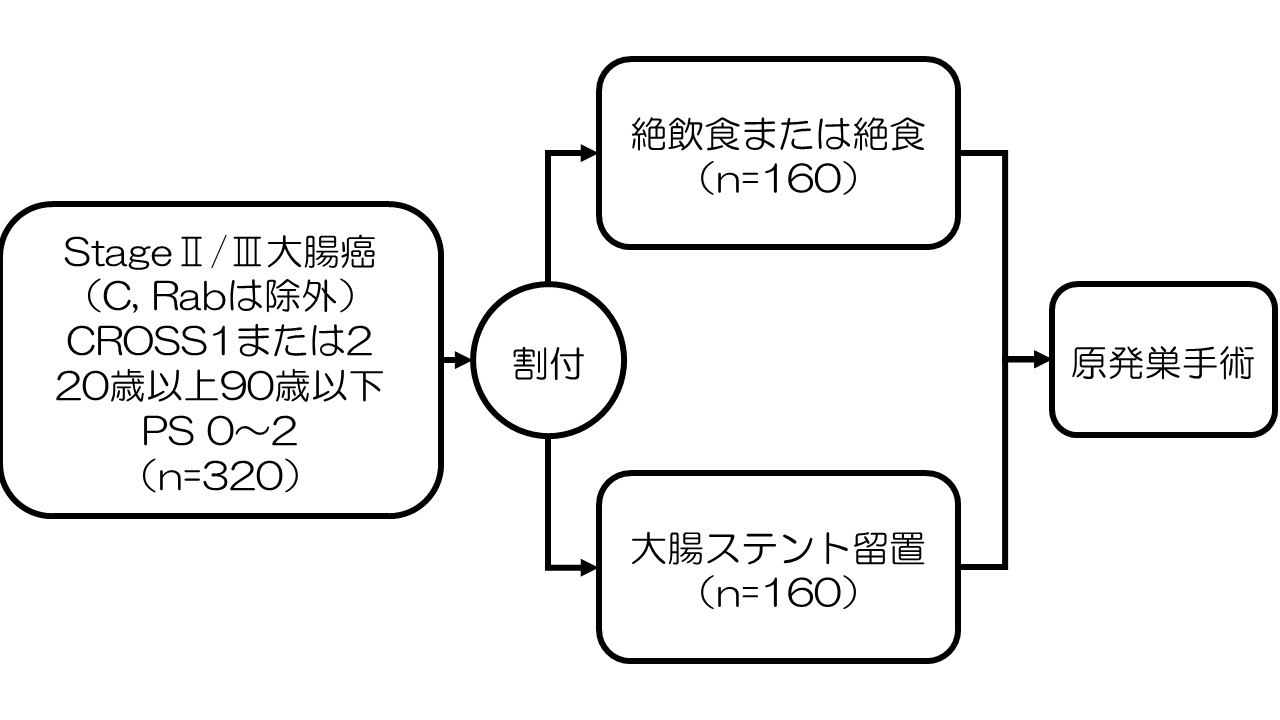 StageⅡ/Ⅲ大腸癌
（C, Rabは除外）
CROSS1または2
20歳以上90歳以下
PS 0～2
（n=320）
割付
絶飲食または絶食
（n=160）
大腸ステント留置
（n=160）
原発巣手術